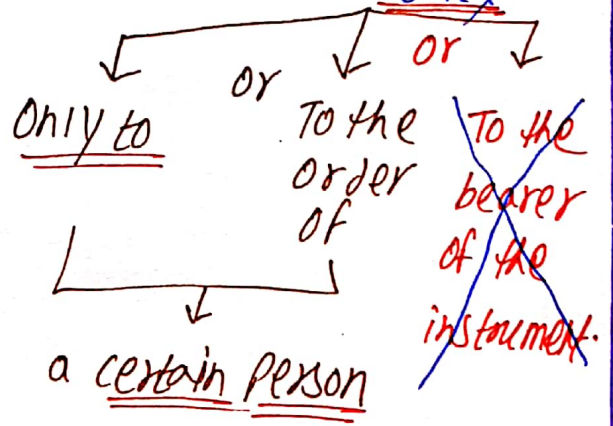 or
or
Only to
To the
order
of
To the
bearer
of the
instrument.
a certain person